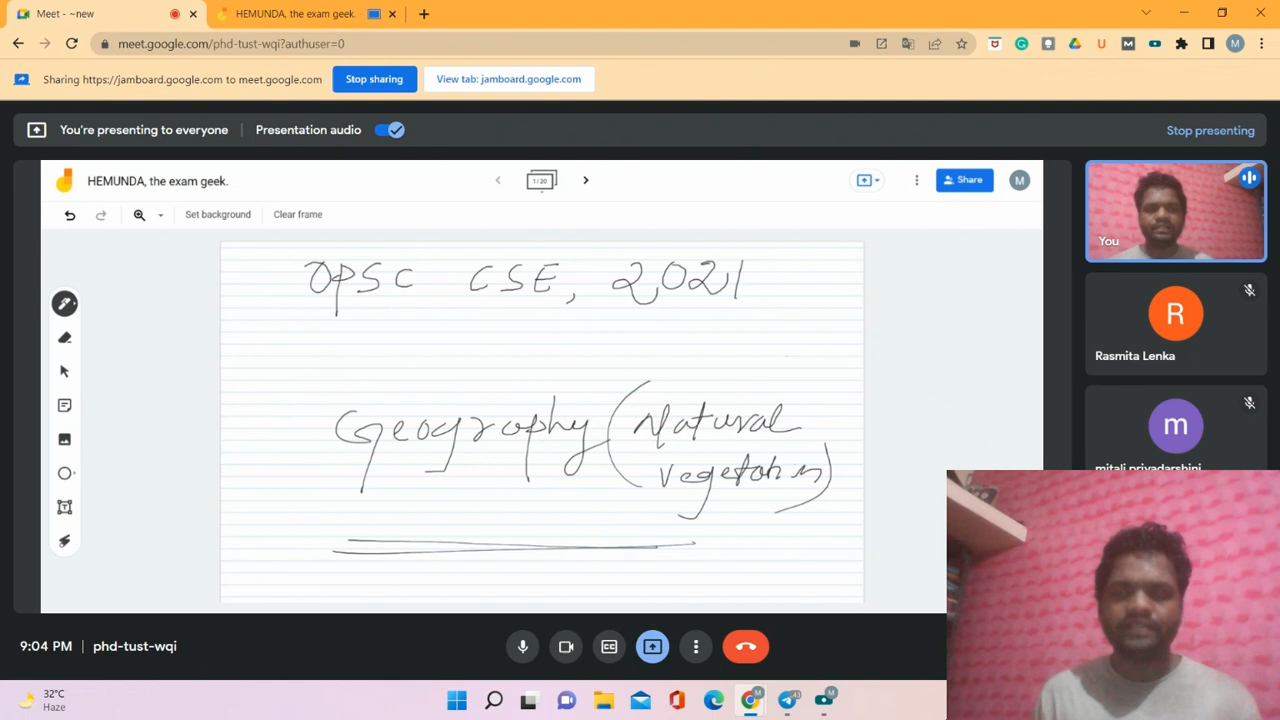 Meet - ~new
HEMUNDA, the exam geek.
meet.google.com/phd-tust-wqi?authuser=0
M
Sharing https://jamboard.google.com to meet.google.com
Stop sharing
View tab: jamboard.google.com
You're presenting to everyone
Presentation audio
Stop presenting
HEMUNDA, the exam geek.
1/20
Share
M
Set background
Clear frame
OPSC CSE, 2021
Geography (Natural
vegetation)
You
R
Rasmita Lenka
m
mitali priyadarshini
9:04 PM
phd-tust-wqi
32°C
Haze